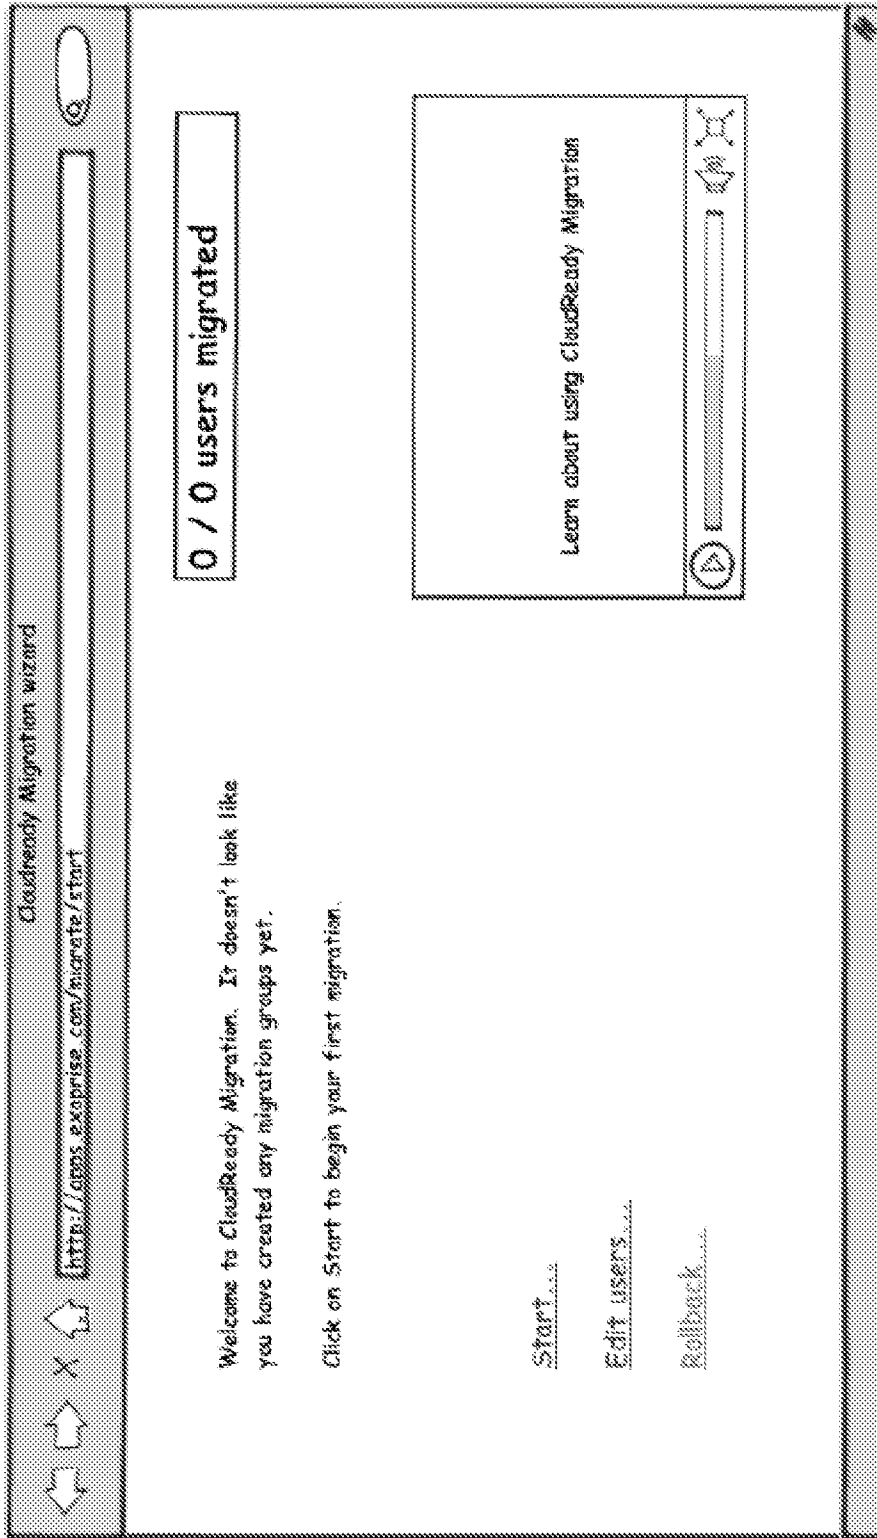 Cloudready Migration wizard
http://apps.exoprise.com/migrate/start
0 / 0 users migrated
Welcome to CloudReady Migration. It doesn't look like
you have created any migration groups yet.
Click on Start to begin your first migration.
Learn about using CloudReady Migration
Start...
Edit users...
Rollback...